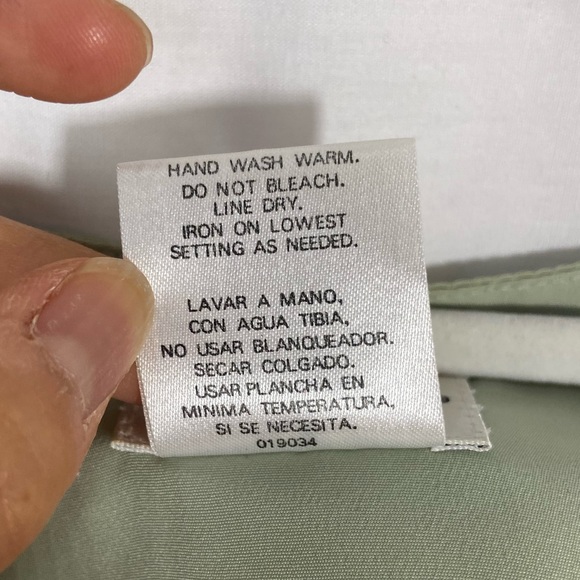 HAND WASH WARM.
DO NOT BLEACH.
LINE DRY.
IRON ON LOWEST
SETTING AS NEEDED.
LAVAR A MANO,
CON AGUA TIBIA,
NO USAR BLANQUEADOR.
SECAR COLGADO.
USAR PLANCHA EN
MINIMA TEMPERATURA,
SI SE NECESITA.
019034